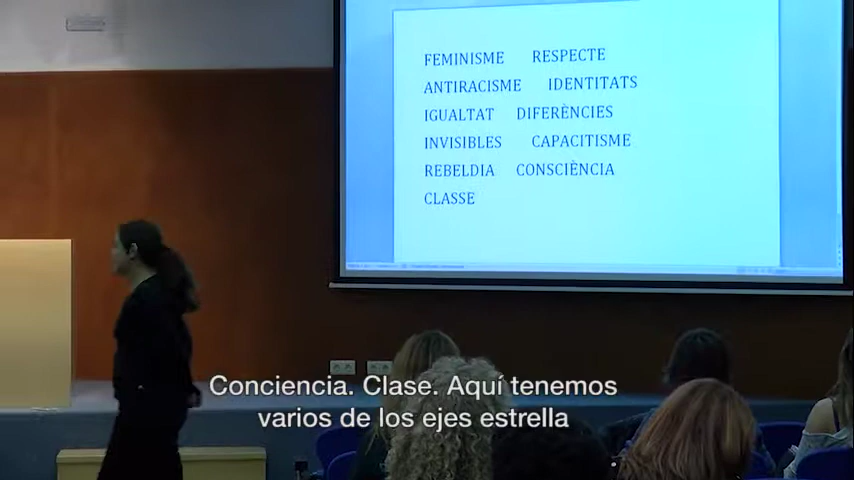 FEMINISME RESPECTE
ANTIRACISME IDENTITATS
IGUALTAT DIFERÈNCIES
INVISIBLES CAPACITISME
REBELDIA CONSCIÈNCIA
CLASSE
Conciencia. Clase. Aquí tenemos
varios de los ejes estrella